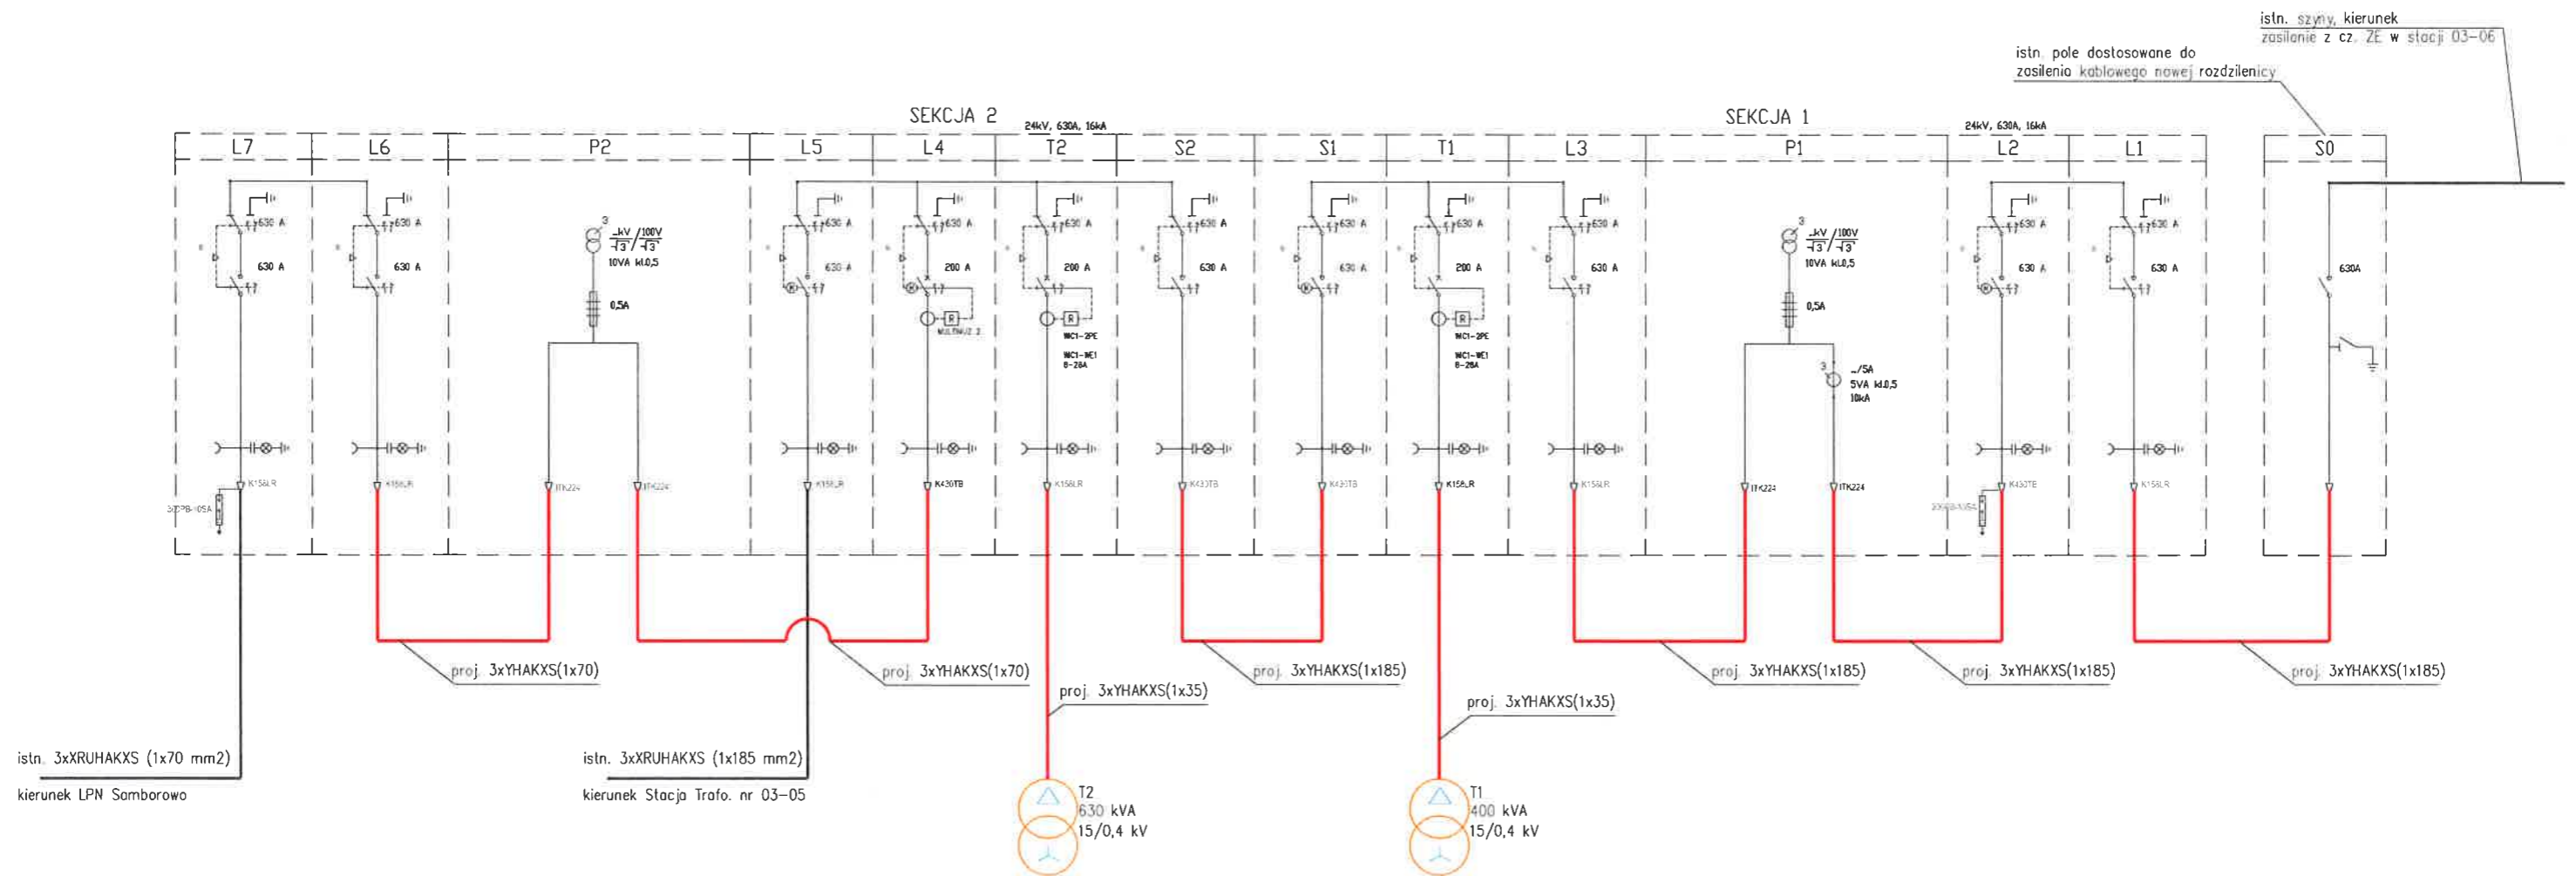 istn. szyny, kierunek
zasilanie z cz. ZE w stacji 03-06
istn. pole dostosowane do
zasilenia kablowego nowej rozdzilenicy
SEKCJA 2
SEKCJA 1
24kV, 630A, 16kA
24kV, 630A, 16kA
L7
L6
P2
L5
L4
T2
S2
S1
T1
L3
P1
L2
L1
S0
630 A
630 A
630 A
630 A
630 A
630 A
630 A
630 A
630 A
630 A
630 A
630 A
3
_kV /100V
√3 / √3
10VA kl.0,5
3
_kV /100V
√3 / √3
10VA kl.0,5
630 A
630 A
630 A
200 A
200 A
630 A
630 A
200 A
630 A
630 A
630 A
630A
0,5A
0,5A
M
M
M
M
R
R
R
WIC1-2PE
WIC1-WE1
8-28A
WIC1-2PE
WIC1-WE1
8-28A
3
_/5A
5VA kl.0,5
10kA
K158LR
K158LR
ITK224
ITK224
K158LR
K430TB
K158LR
K430TB
K430TB
K158LR
K158LR
ITK224
ITK224
K430TB
K158LR
proj. 3xYHAKXS(1x70)
proj. 3xYHAKXS(1x70)
proj. 3xYHAKXS(1x185)
proj. 3xYHAKXS(1x185)
proj. 3xYHAKXS(1x185)
proj. 3xYHAKXS(1x185)
proj. 3xYHAKXS(1x35)
proj. 3xYHAKXS(1x35)
istn. 3xXRUHAKXS (1x70 mm2)
kierunek LPN Samborowo
istn. 3xXRUHAKXS (1x185 mm2)
kierunek Stacja Trafo. nr 03-05
T2
630 kVA
15/0,4 kV
T1
400 kVA
15/0,4 kV